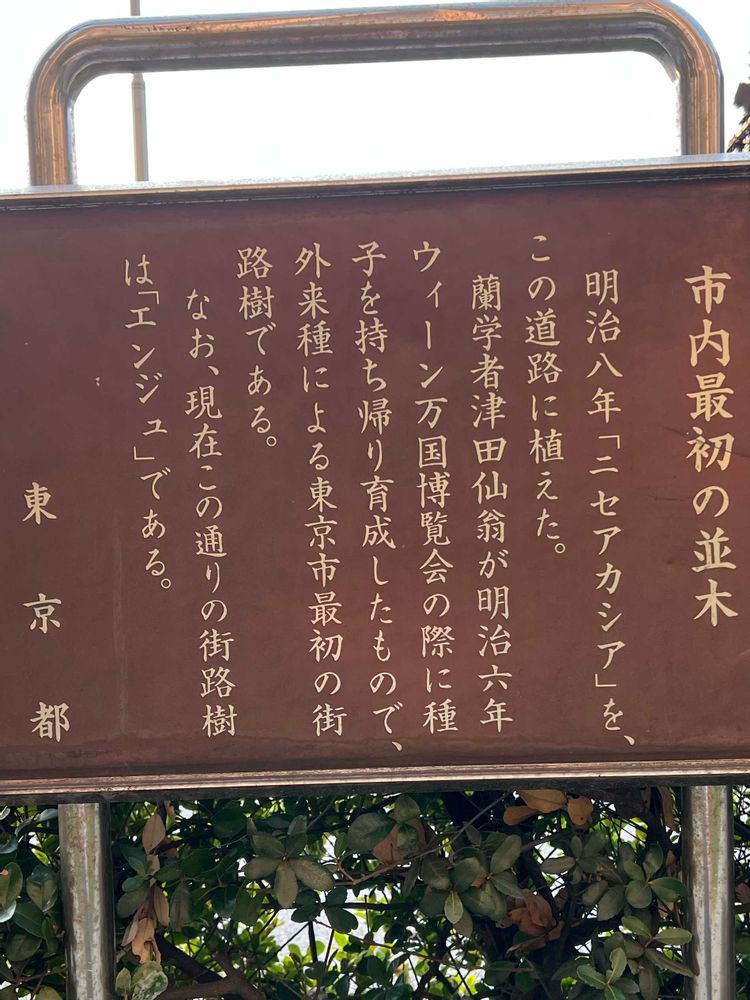 市内最初の並木
明治八年「ニセアカシア」を、
この道路に植えた。
蘭学者津田仙翁が明治六年
ウィーン万国博覧会の際に種
子を持ち帰り育成したもので、
外来種による東京市最初の街
路樹である。
なお、現在この通りの街路樹
は「エンジュ」である。
東京都